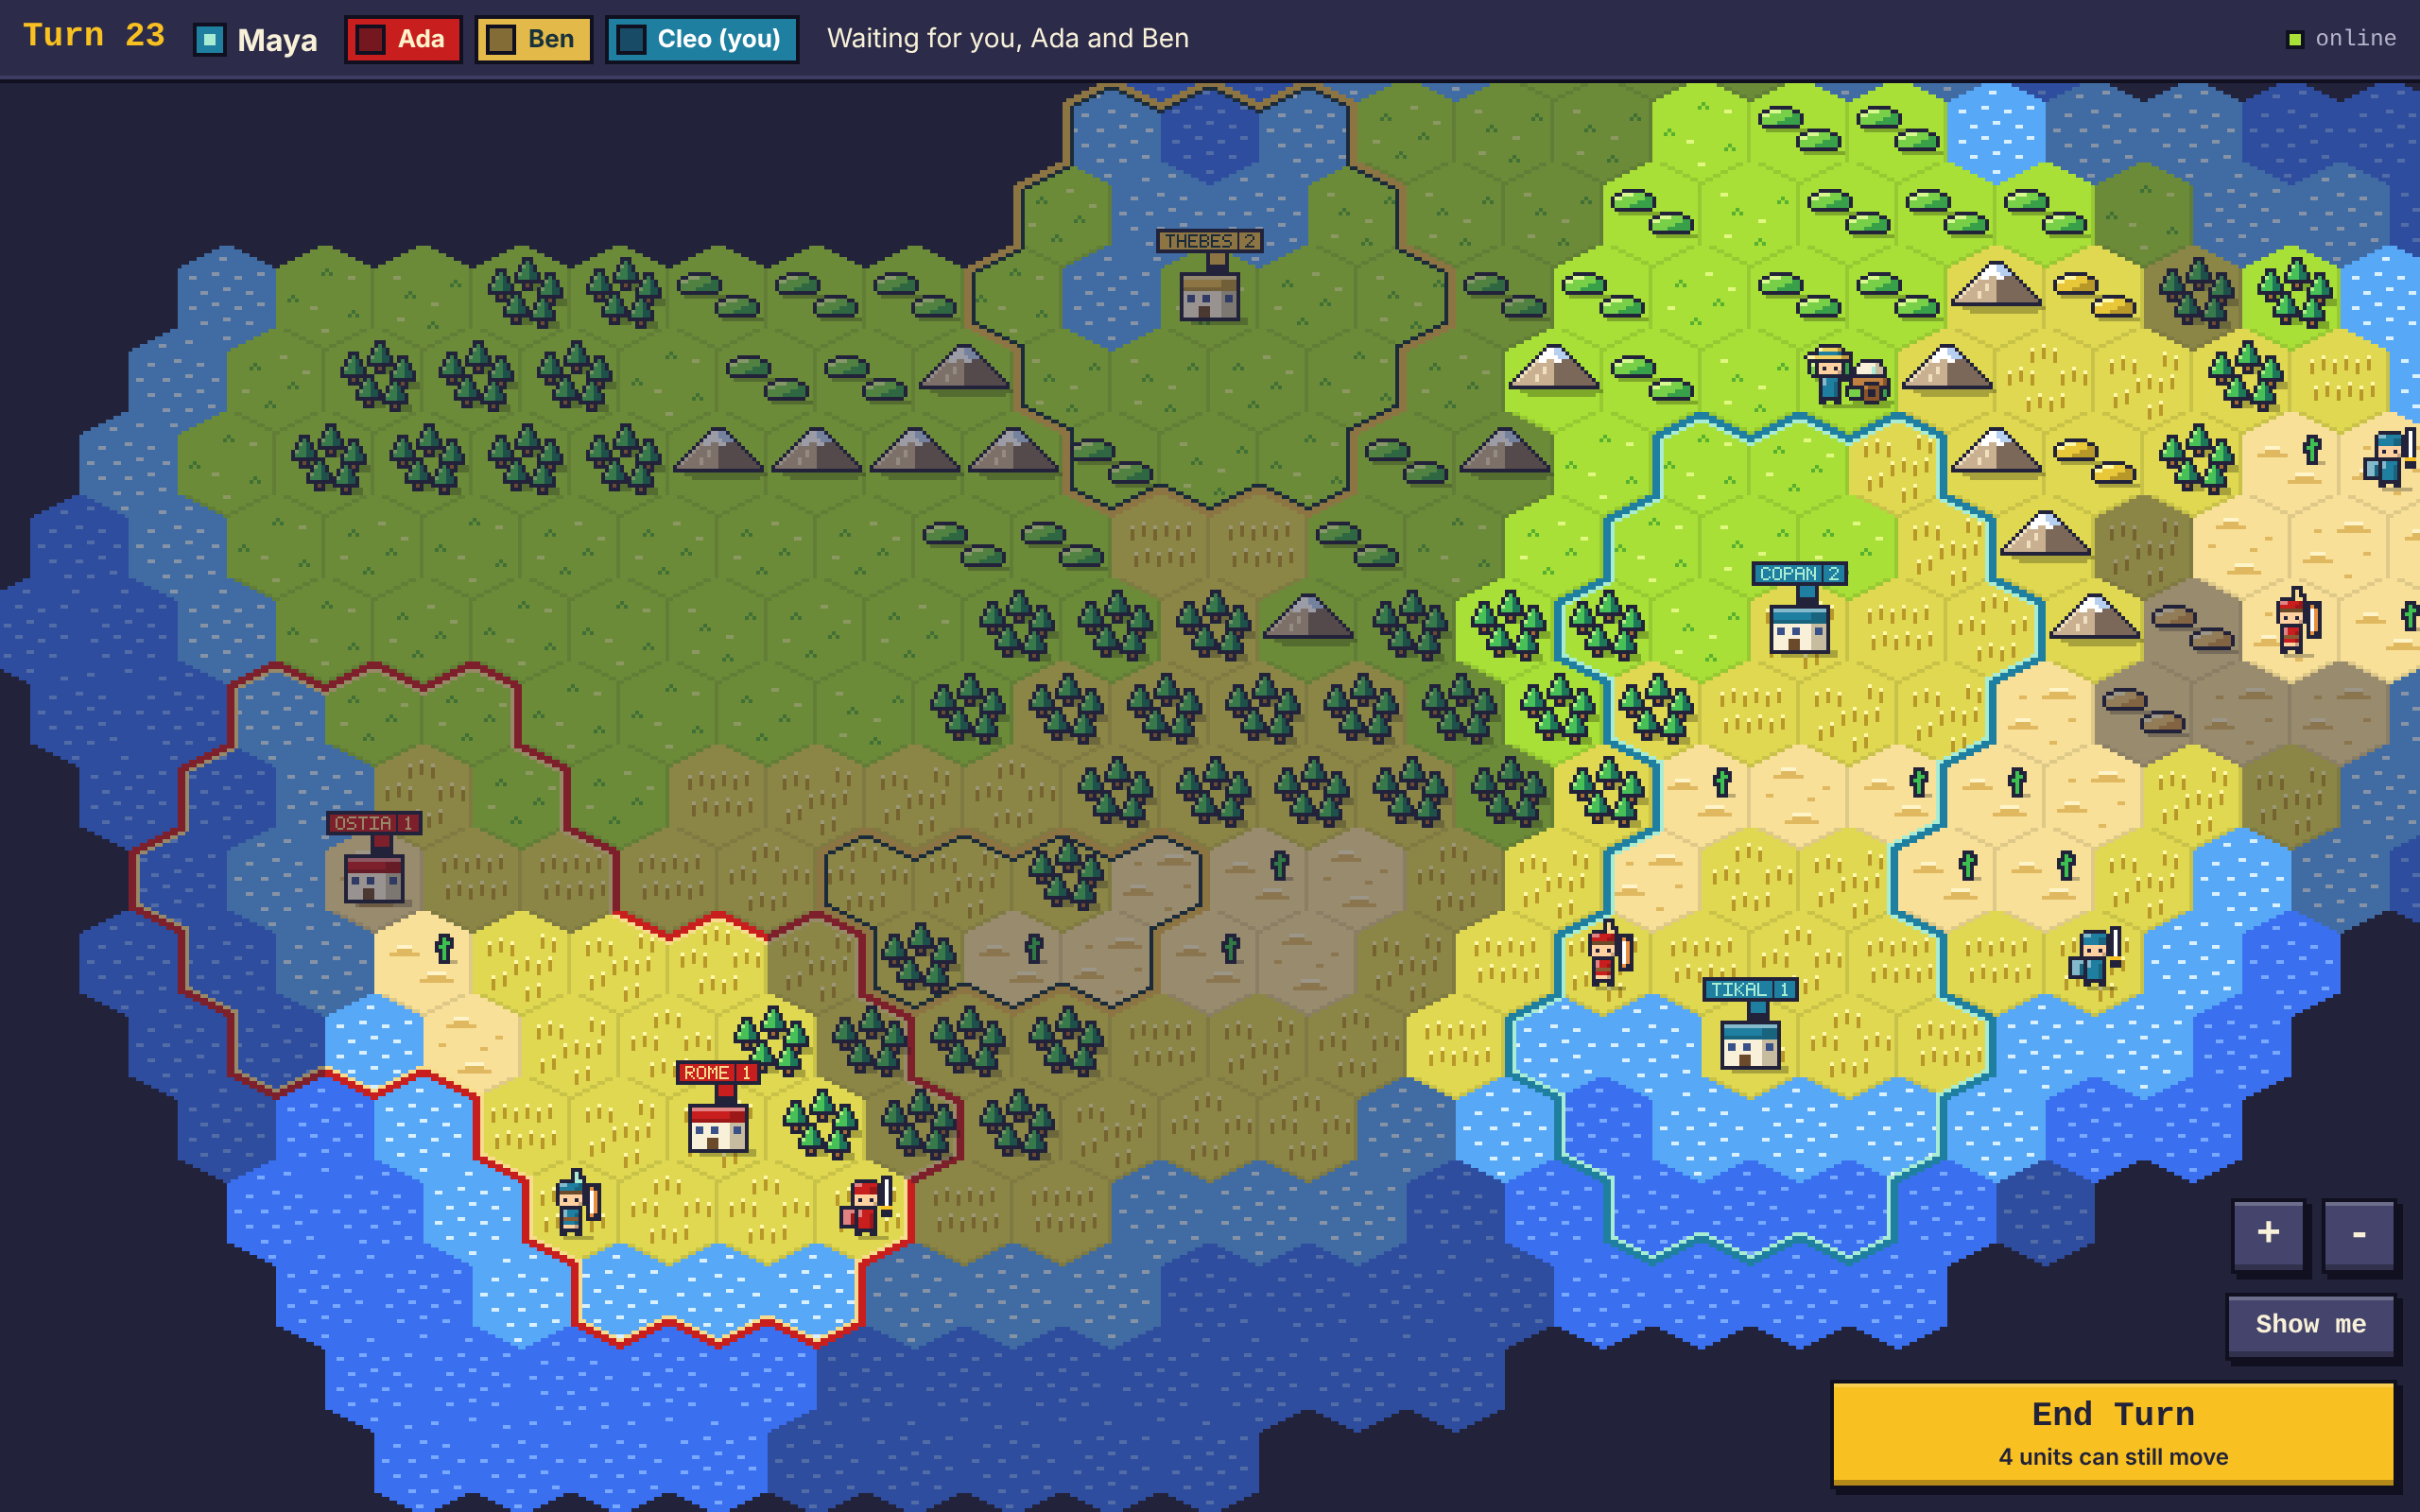 Turn 23 Maya Ada Ben Cleo (you) Waiting for you, Ada and Ben online
THEBES 2
COPAN 2
OSTIA 1
TIKAL 1
ROME 1
+ -
Show me
End Turn
4 units can still move